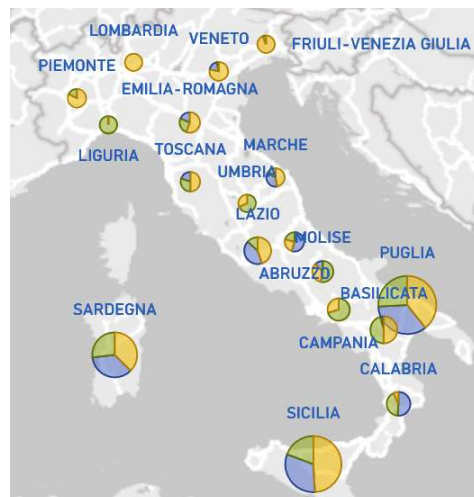 LOMBARDIA
VENETO
FRIULI-VENEZIA GIULIA
PIEMONTE
EMILIA-ROMAGNA
LIGURIA
TOSCANA
MARCHE
UMBRIA
LAZIO
MOLISE
ABRUZZO
PUGLIA
BASILICATA
SARDEGNA
CAMPANIA
CALABRIA
SICILIA